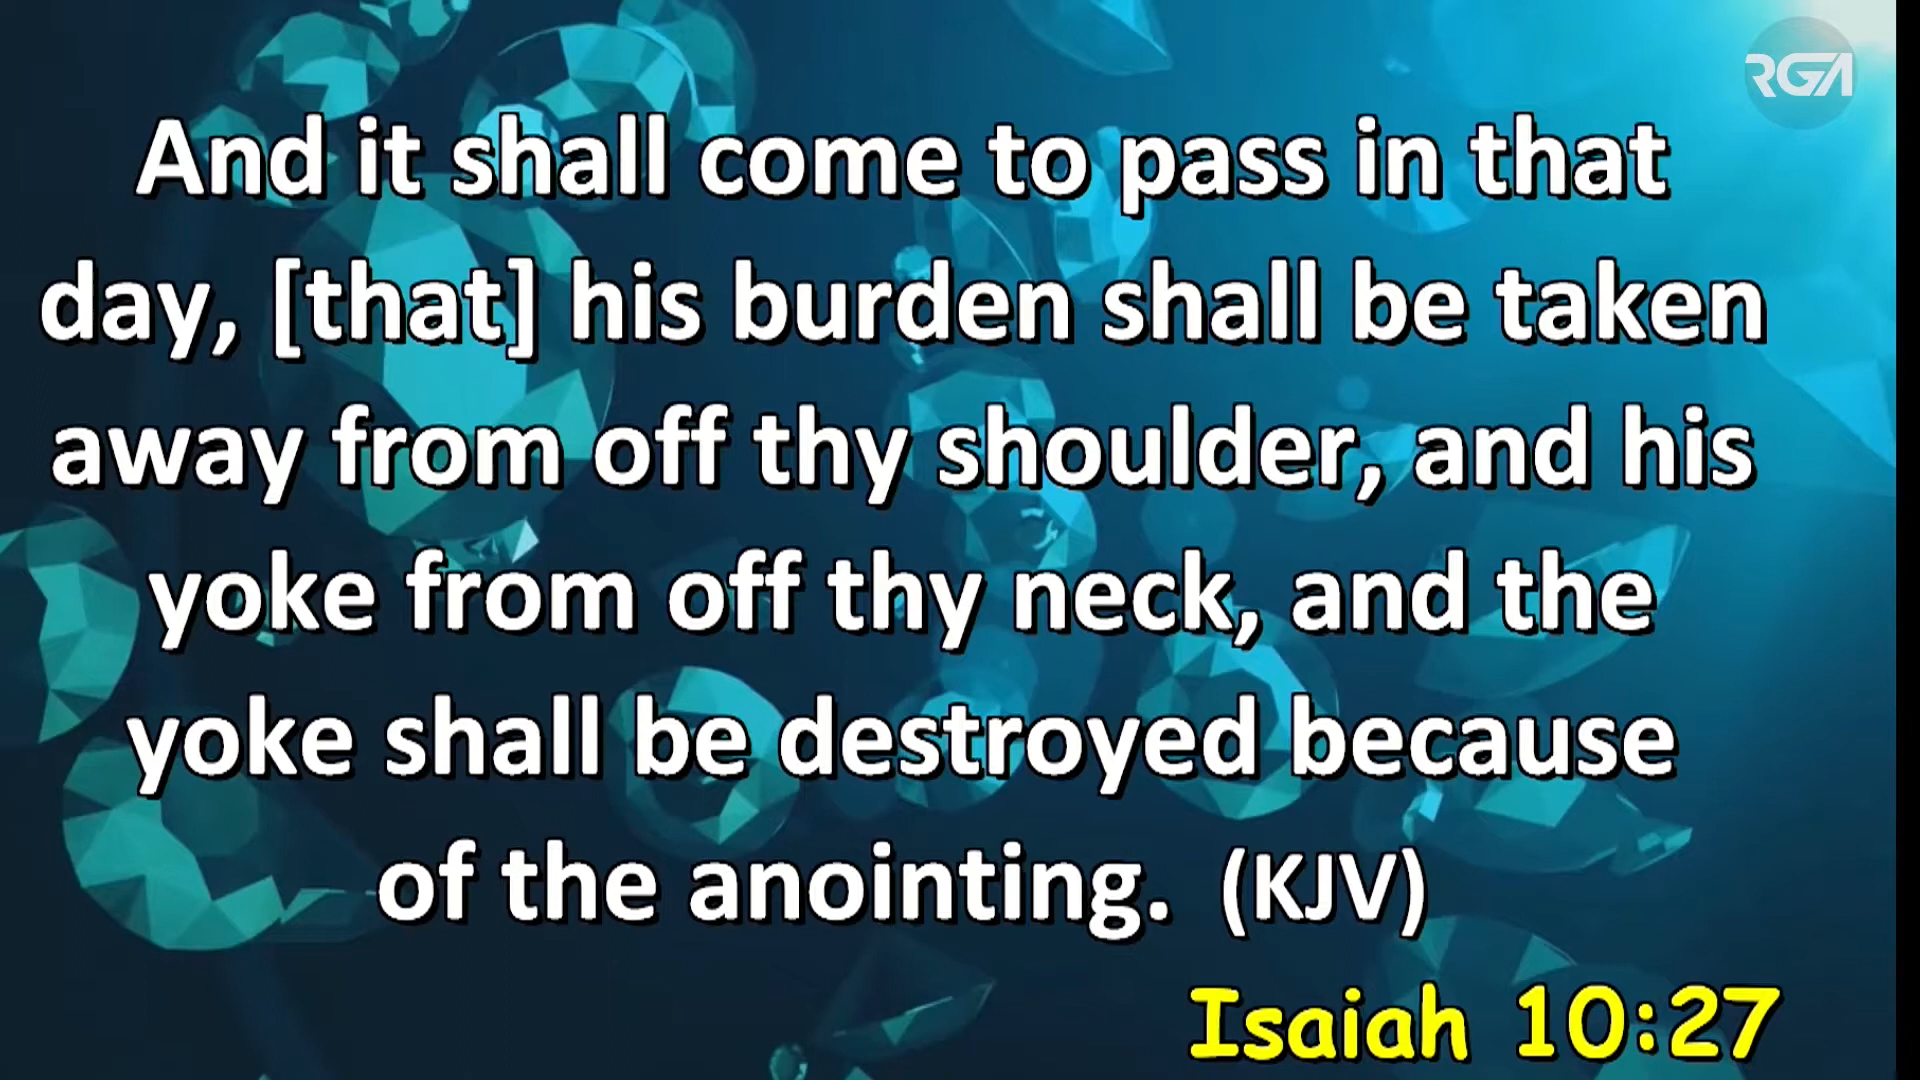 RGA
And it shall come to pass in that
day, [that] his burden shall be taken
away from off thy shoulder, and his
yoke from off thy neck, and the
yoke shall be destroyed because
of the anointing. (KJV)
Isaiah 10:27